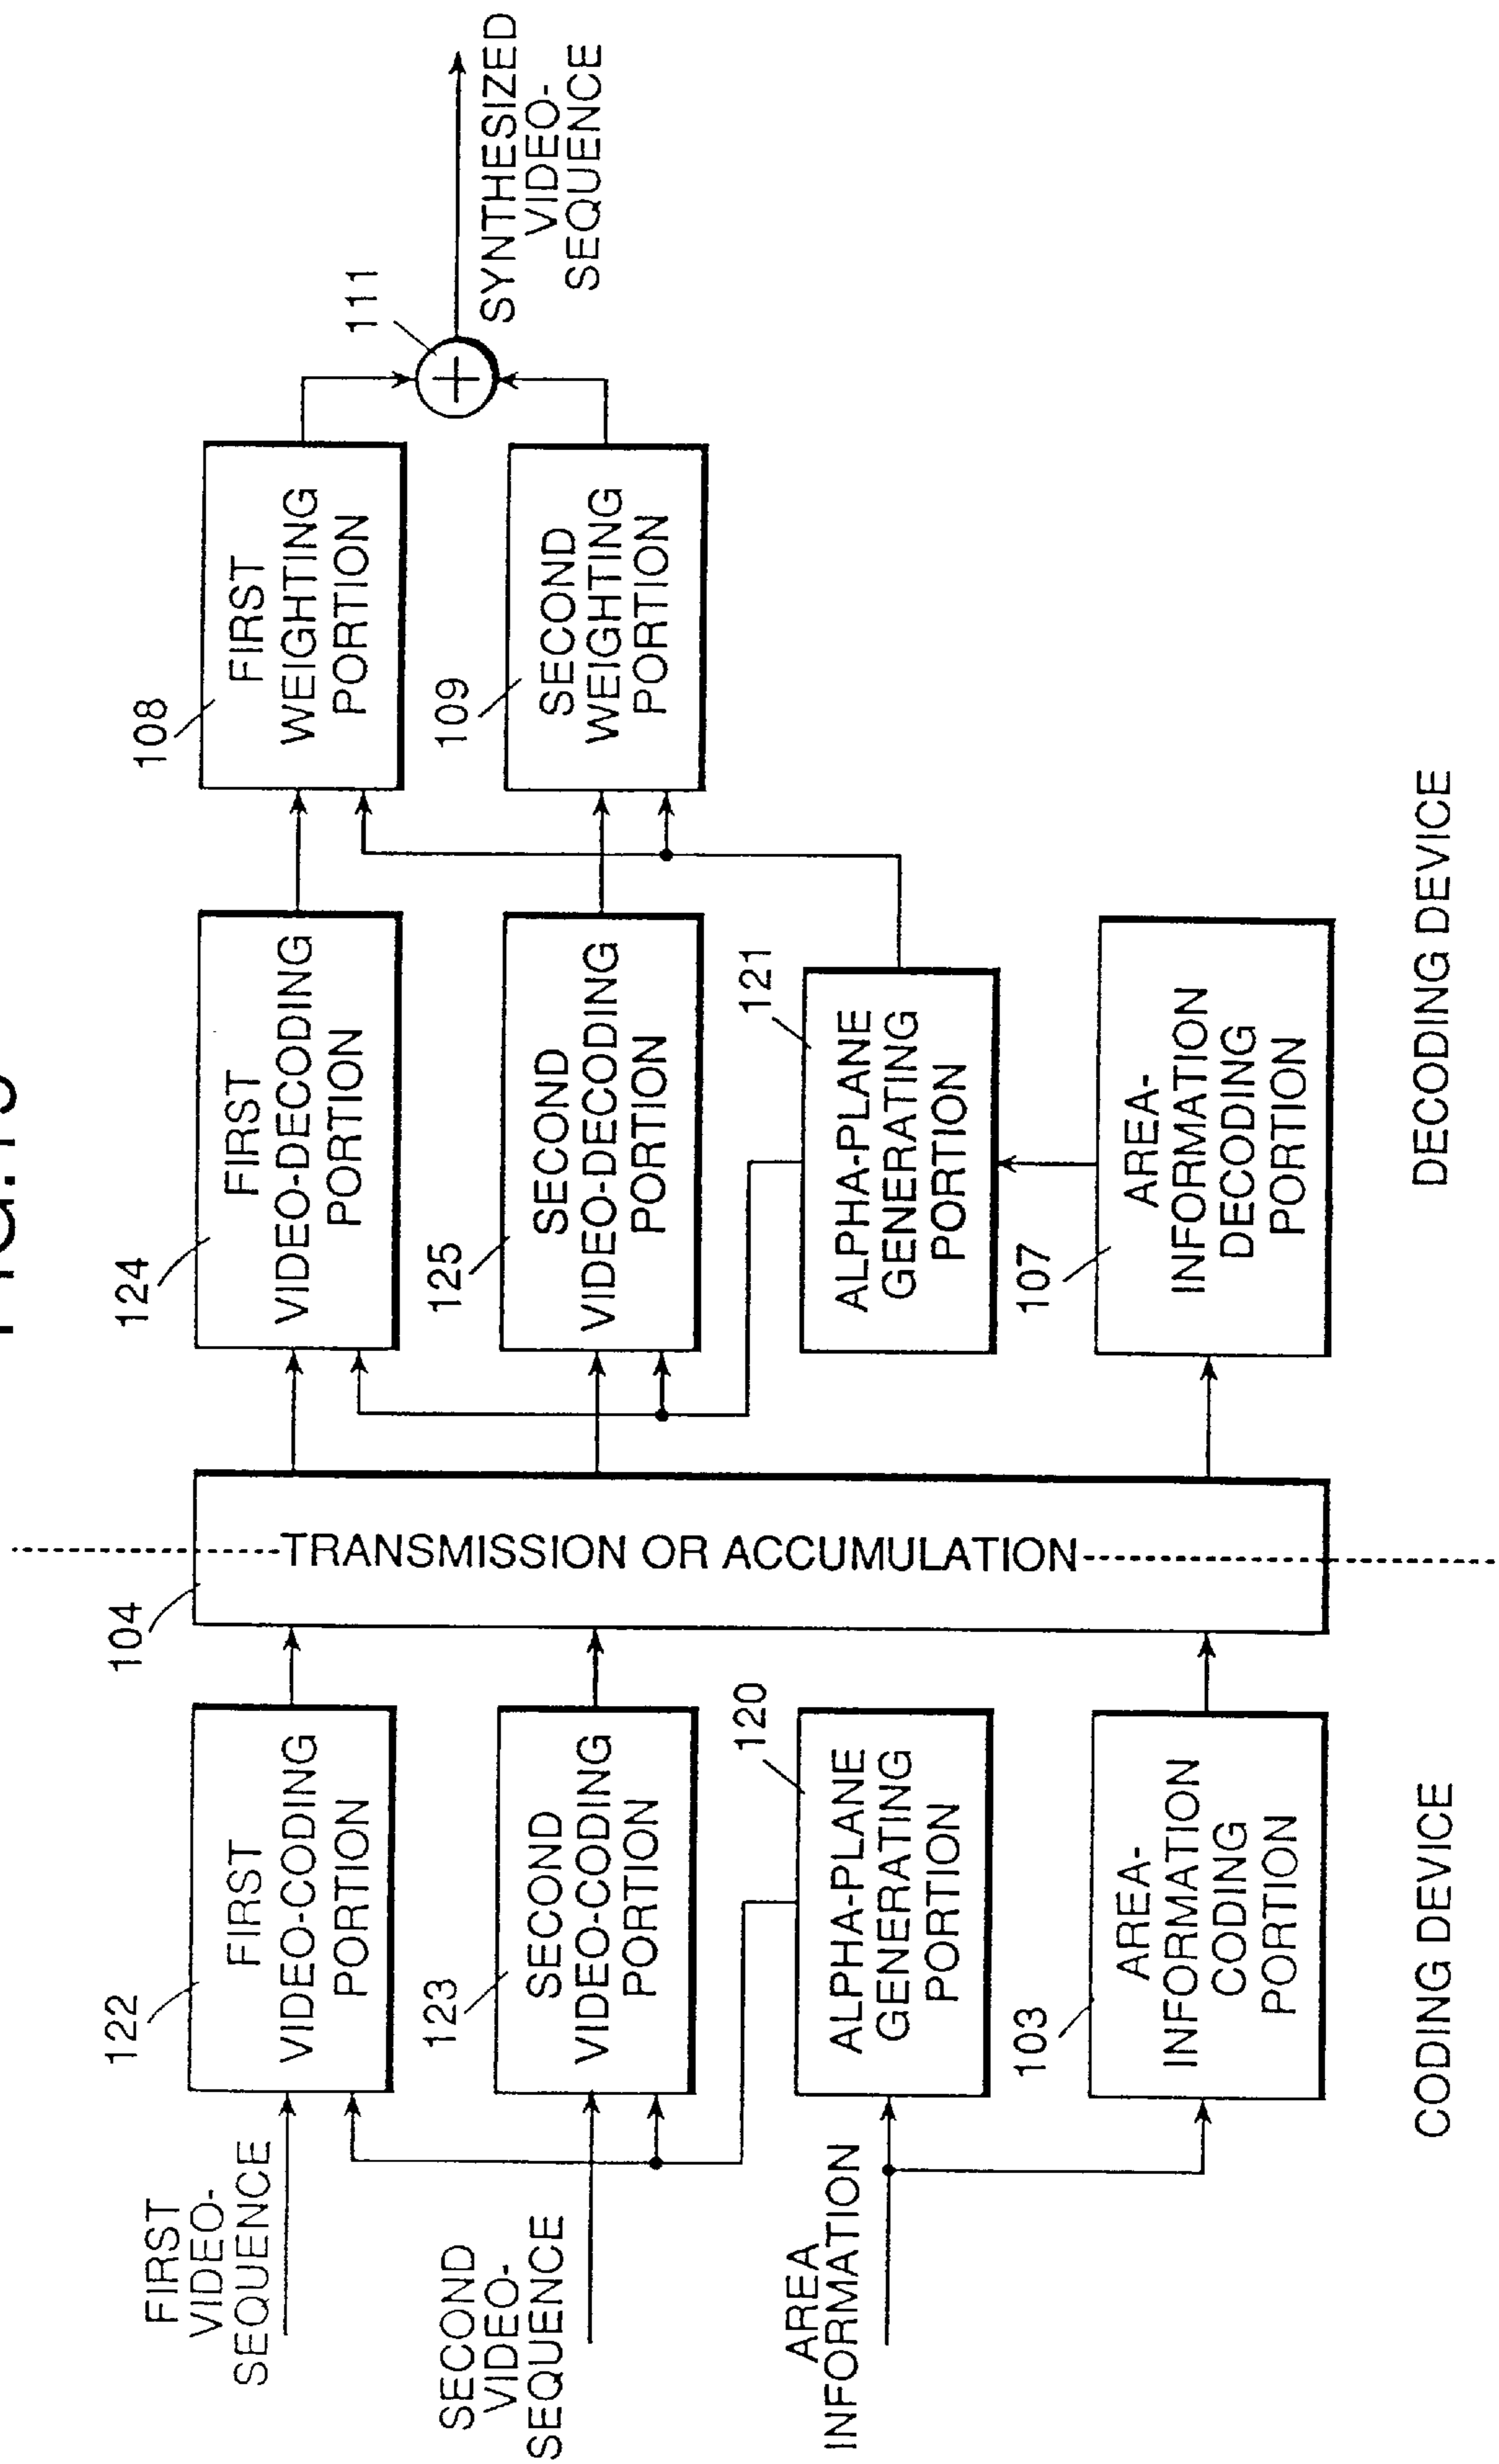 FIRST
VIDEO-
SEQUENCE
122
FIRST
VIDEO-CODING
PORTION
104
TRANSMISSION OR ACCUMULATION
124
FIRST
VIDEO-DECODING
PORTION
108
FIRST
WEIGHTING
PORTION
111
SYNTHESIZED
VIDEO-
SEQUENCE
SECOND
VIDEO-
SEQUENCE
123
SECOND
VIDEO-CODING
PORTION
125
SECOND
VIDEO-DECODING
PORTION
109
SECOND
WEIGHTING
PORTION
AREA
INFORMATION
120
ALPHA-PLANE
GENERATING
PORTION
121
ALPHA-PLANE
GENERATING
PORTION
103
AREA-
INFORMATION
CODING
PORTION
107
AREA-
INFORMATION
DECODING
PORTION
CODING DEVICE
DECODING DEVICE